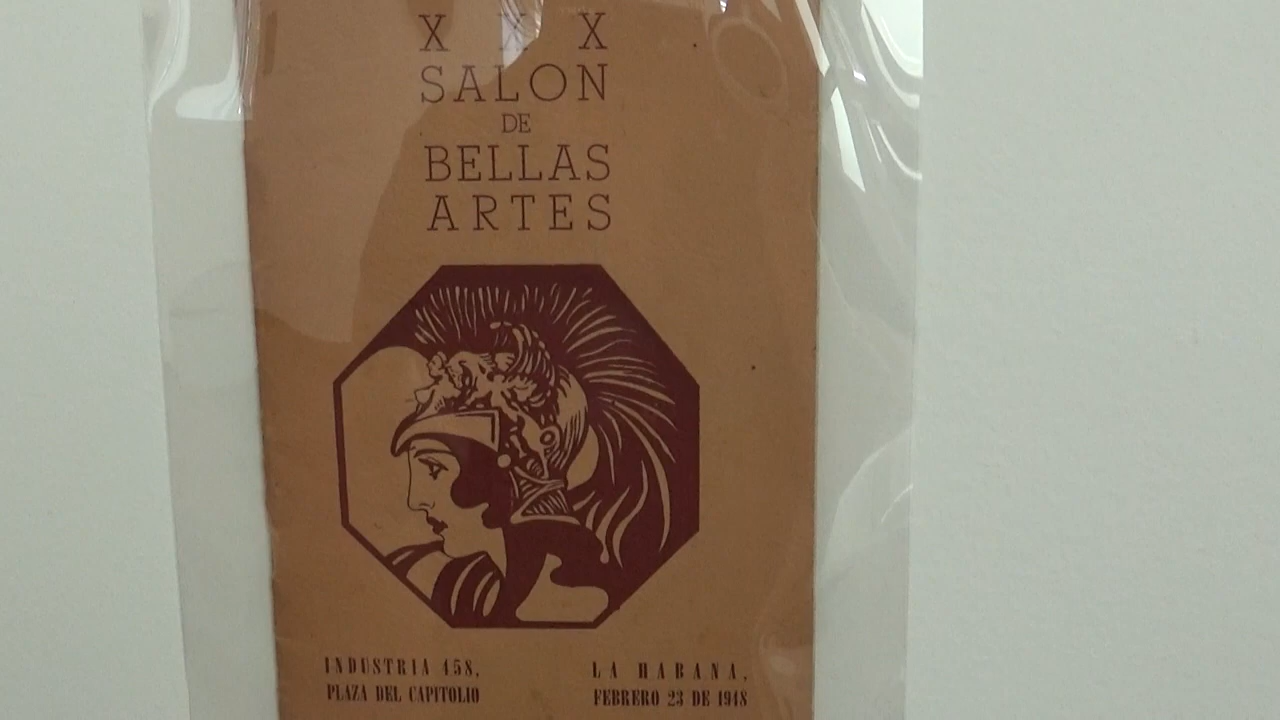 X X X
SALON
DE
BELLAS
ARTES
INDUSTRIA 458,
PLAZA DEL CAPITOLIO
LA HABANA,
FEBRERO 23 DE 1948